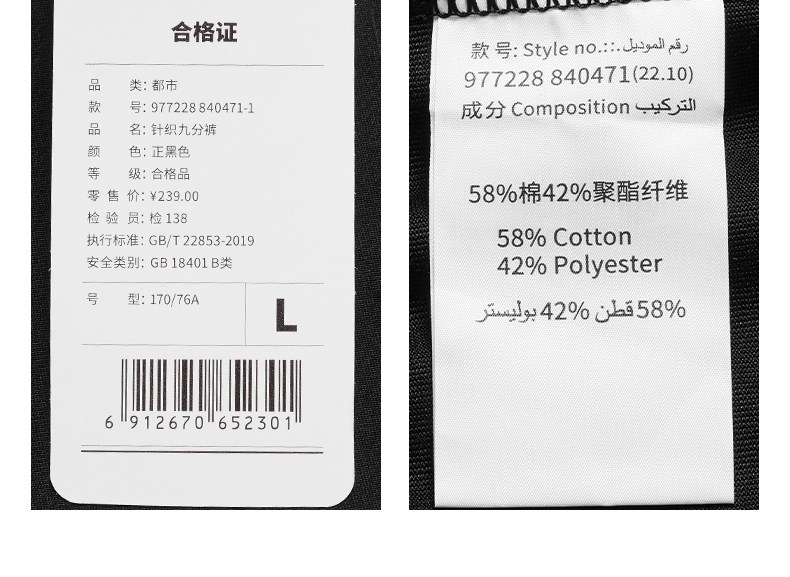 合格证
品 类: 都市
款 号: 977228 840471-1
品 名: 针织九分裤
颜 色: 正黑色
等 级: 合格品
零 售 价: ¥239.00
检 验 员: 检 138
执行标准: GB/T 22853-2019
安全类别: GB 18401 B类
号 型: 170/76A
L
6 912670 652301
款 号: Style no.::. رقم الموديل
977228 840471(22.10)
成 分 Composition التركيب
58%棉42%聚酯纤维
58% Cotton
42% Polyester
58% قطن 42% بوليستر